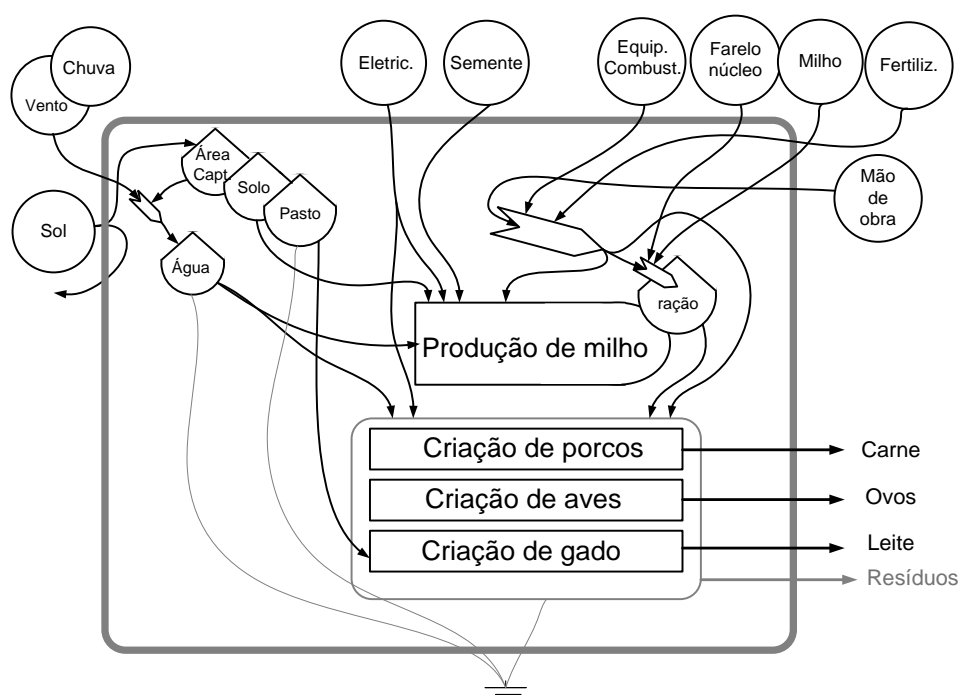 Chuva
Vento
Eletric.
Semente
Equip.
Combust.
Farelo
núcleo
Milho
Fertiliz.
Área
Capt.
Solo
Pasto
Mão
de
obra
Sol
Água
ração
Produção de milho
Criação de porcos
Carne
Criação de aves
Ovos
Criação de gado
Leite
Resíduos